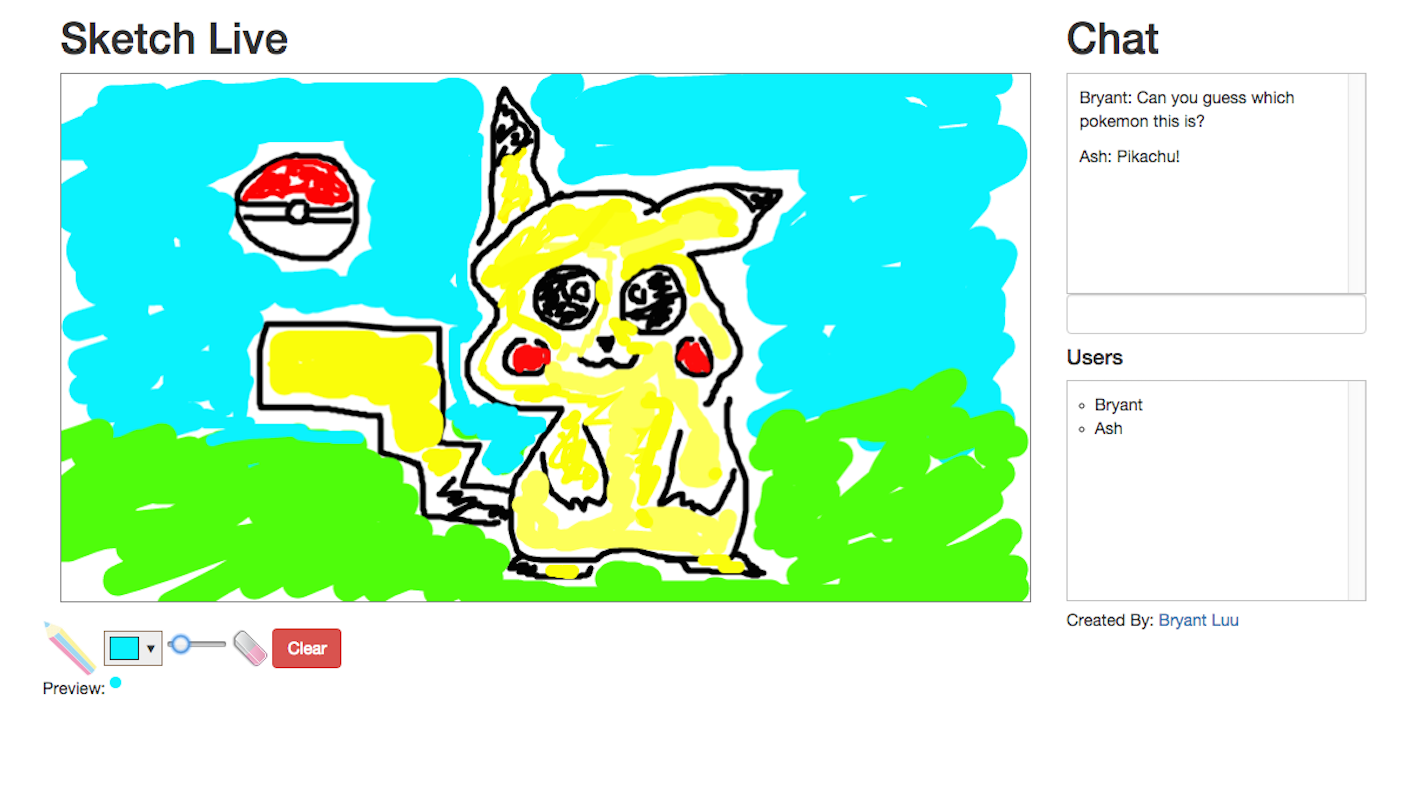 Sketch Live
Chat
Bryant: Can you guess which
pokemon this is?
Ash: Pikachu!
Users
Bryant
Ash
Created By: Bryant Luu
Clear
Preview: